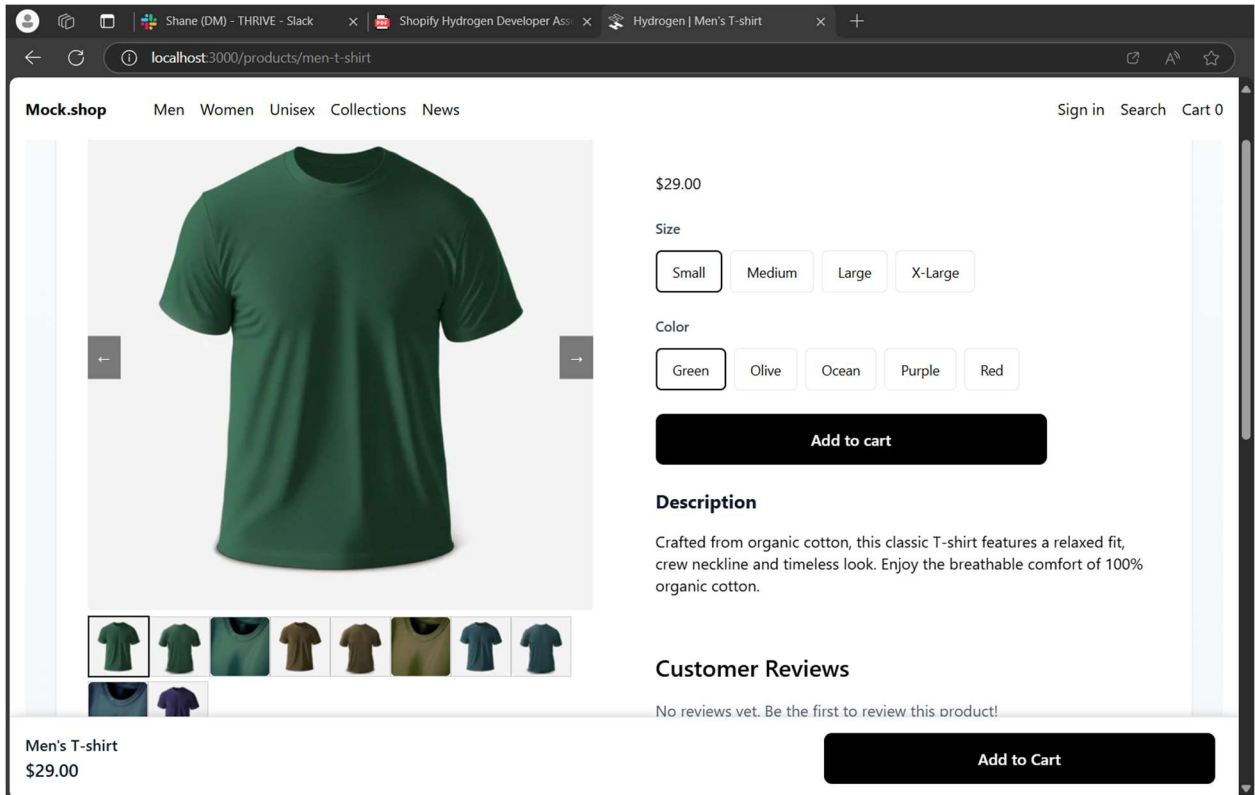 Shane (DM) - THRIVE - Slack
Shopify Hydrogen Developer Ass
Hydrogen | Men's T-shirt
localhost:3000/products/men-t-shirt
Mock.shop
Men Women Unisex Collections News
Sign in Search Cart 0
$29.00
Size
Small Medium Large X-Large
Color
Green Olive Ocean Purple Red
Add to cart
Description
Crafted from organic cotton, this classic T-shirt features a relaxed fit,
crew neckline and timeless look. Enjoy the breathable comfort of 100%
organic cotton.
Customer Reviews
No reviews yet. Be the first to review this product!
Men's T-shirt
$29.00
Add to Cart